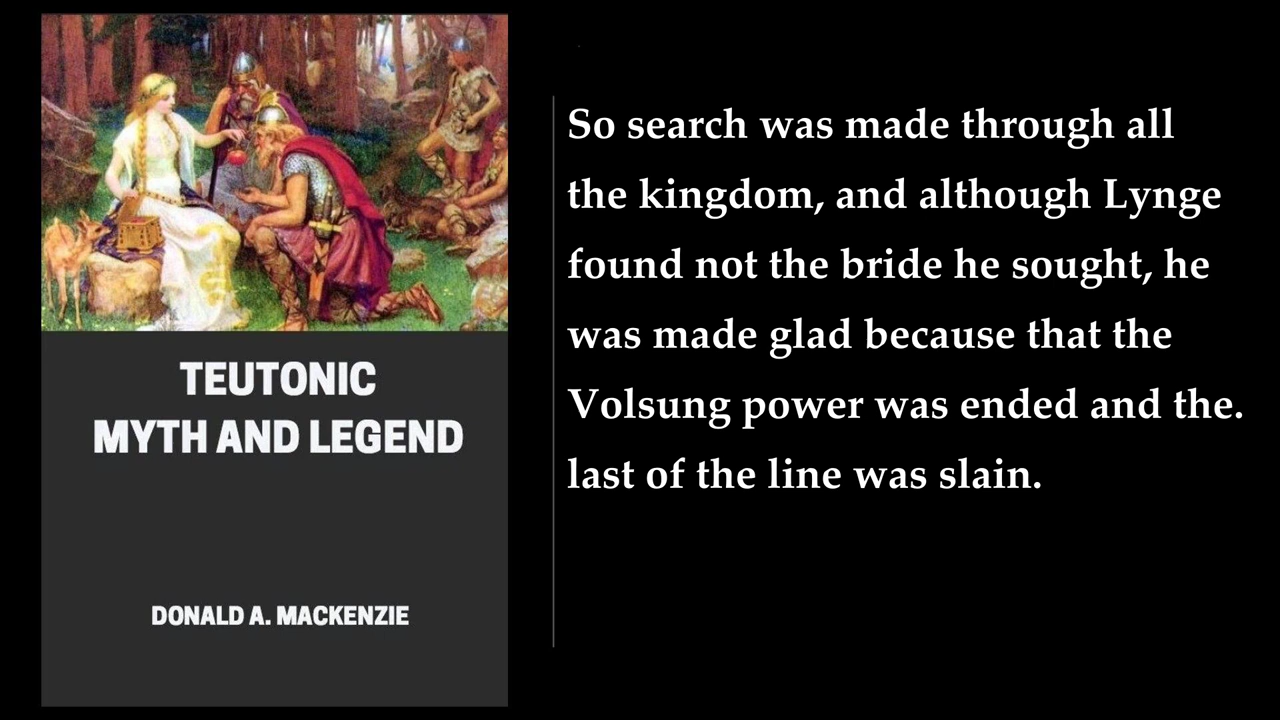 TEUTONIC
MYTH AND LEGEND
DONALD A. MACKENZIE
So search was made through all
the kingdom, and although Lynge
found not the bride he sought, he
was made glad because that the
Volsung power was ended and the.
last of the line was slain.